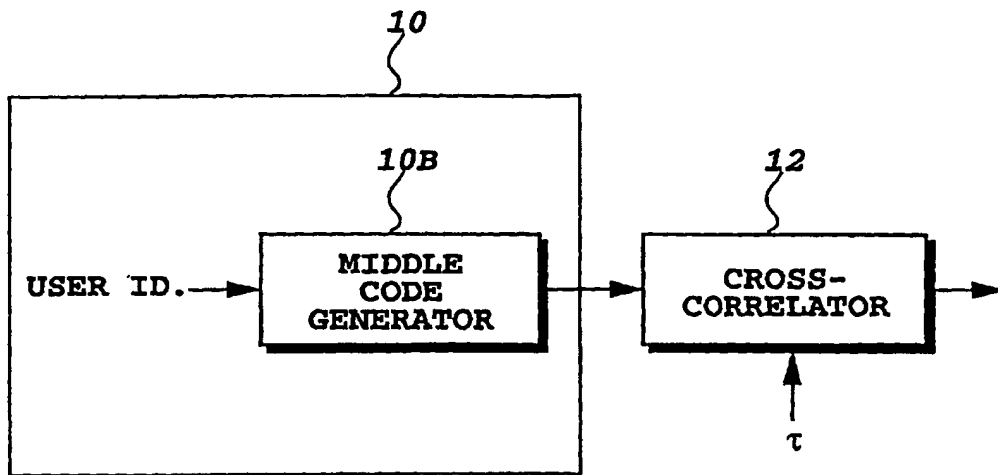 10
10B
12
USER ID.
MIDDLE
CODE
GENERATOR
CROSS-
CORRELATOR
τ